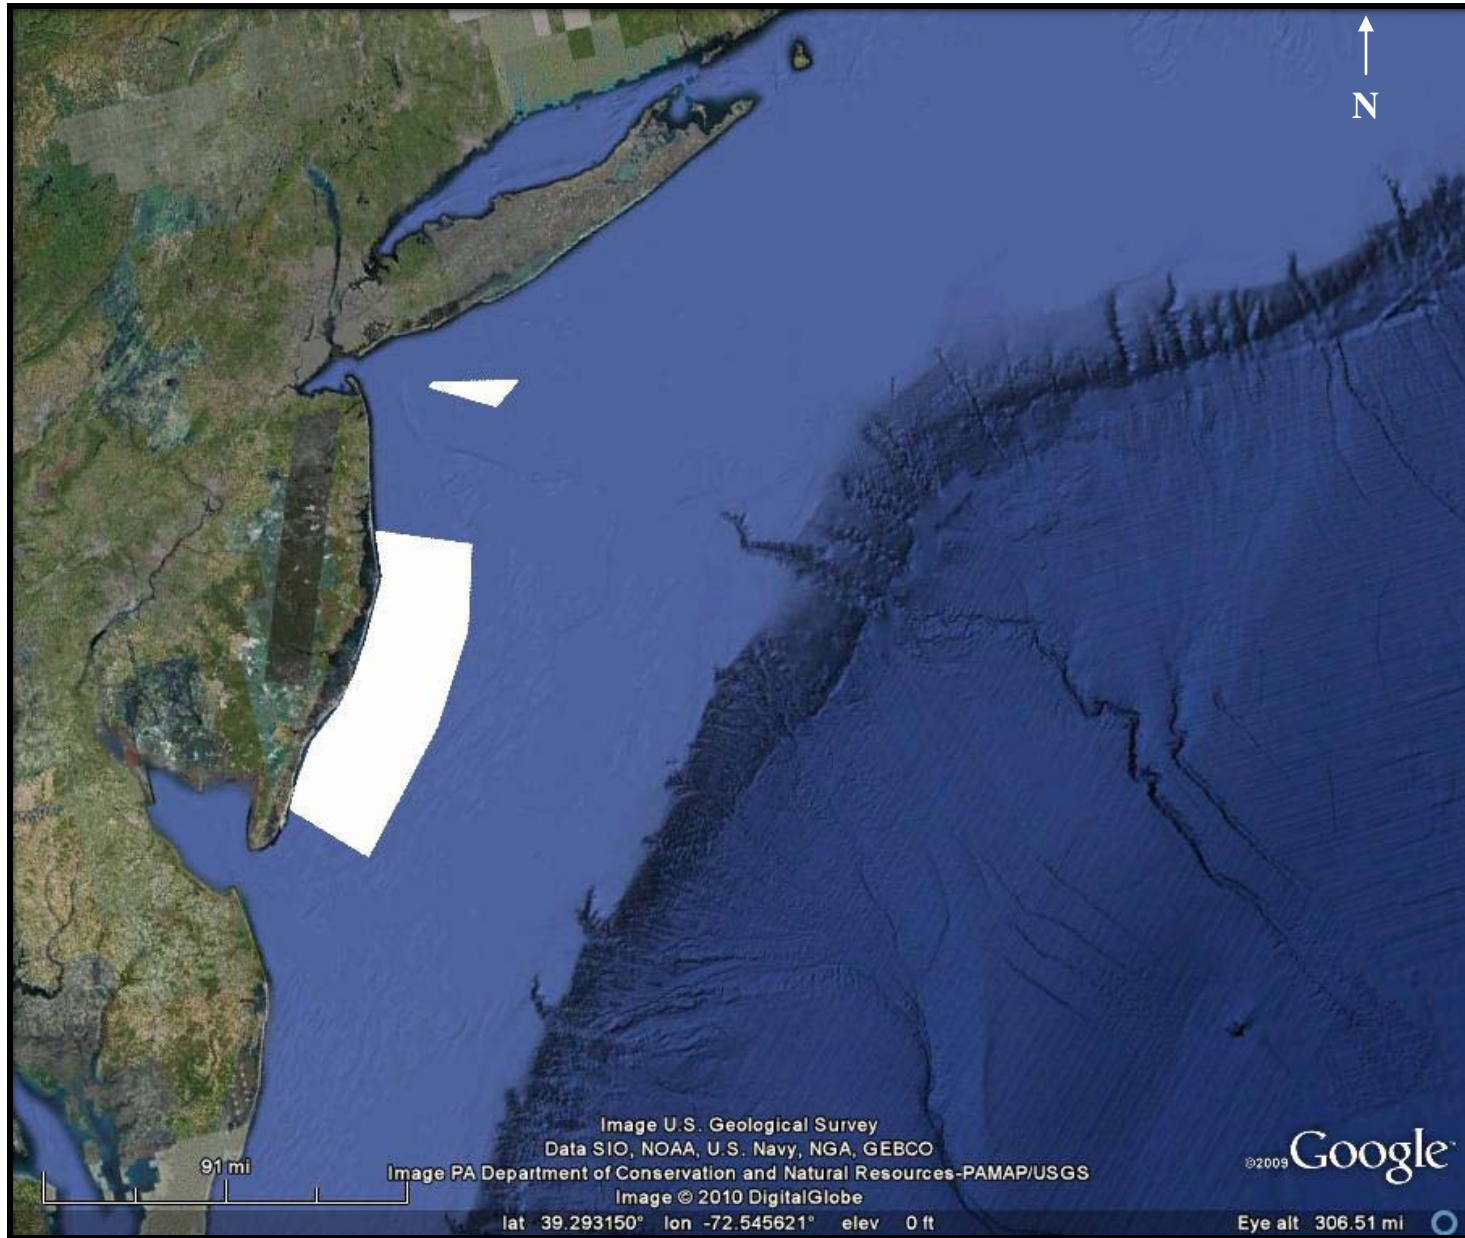 N
91 mi
Image U.S. Geological Survey
Data SIO, NOAA, U.S. Navy, NGA, GEBCO
Image PA Department of Conservation and Natural Resources-PAMAP/USGS
Image © 2010 DigitalGlobe
©2009 Google
lat 39.293150° lon -72.545621° elev 0 ft
Eye alt 306.51 mi